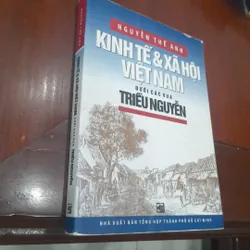 NGUYỄN THẾ ANH
KINH TẾ & XÃ HỘI
VIỆT NAM
DƯỚI CÁC VUA
TRIỀU NGUYỄN
NHÀ XUẤT BẢN TỔNG HỢP THÀNH PHỐ HỒ CHÍ MINH